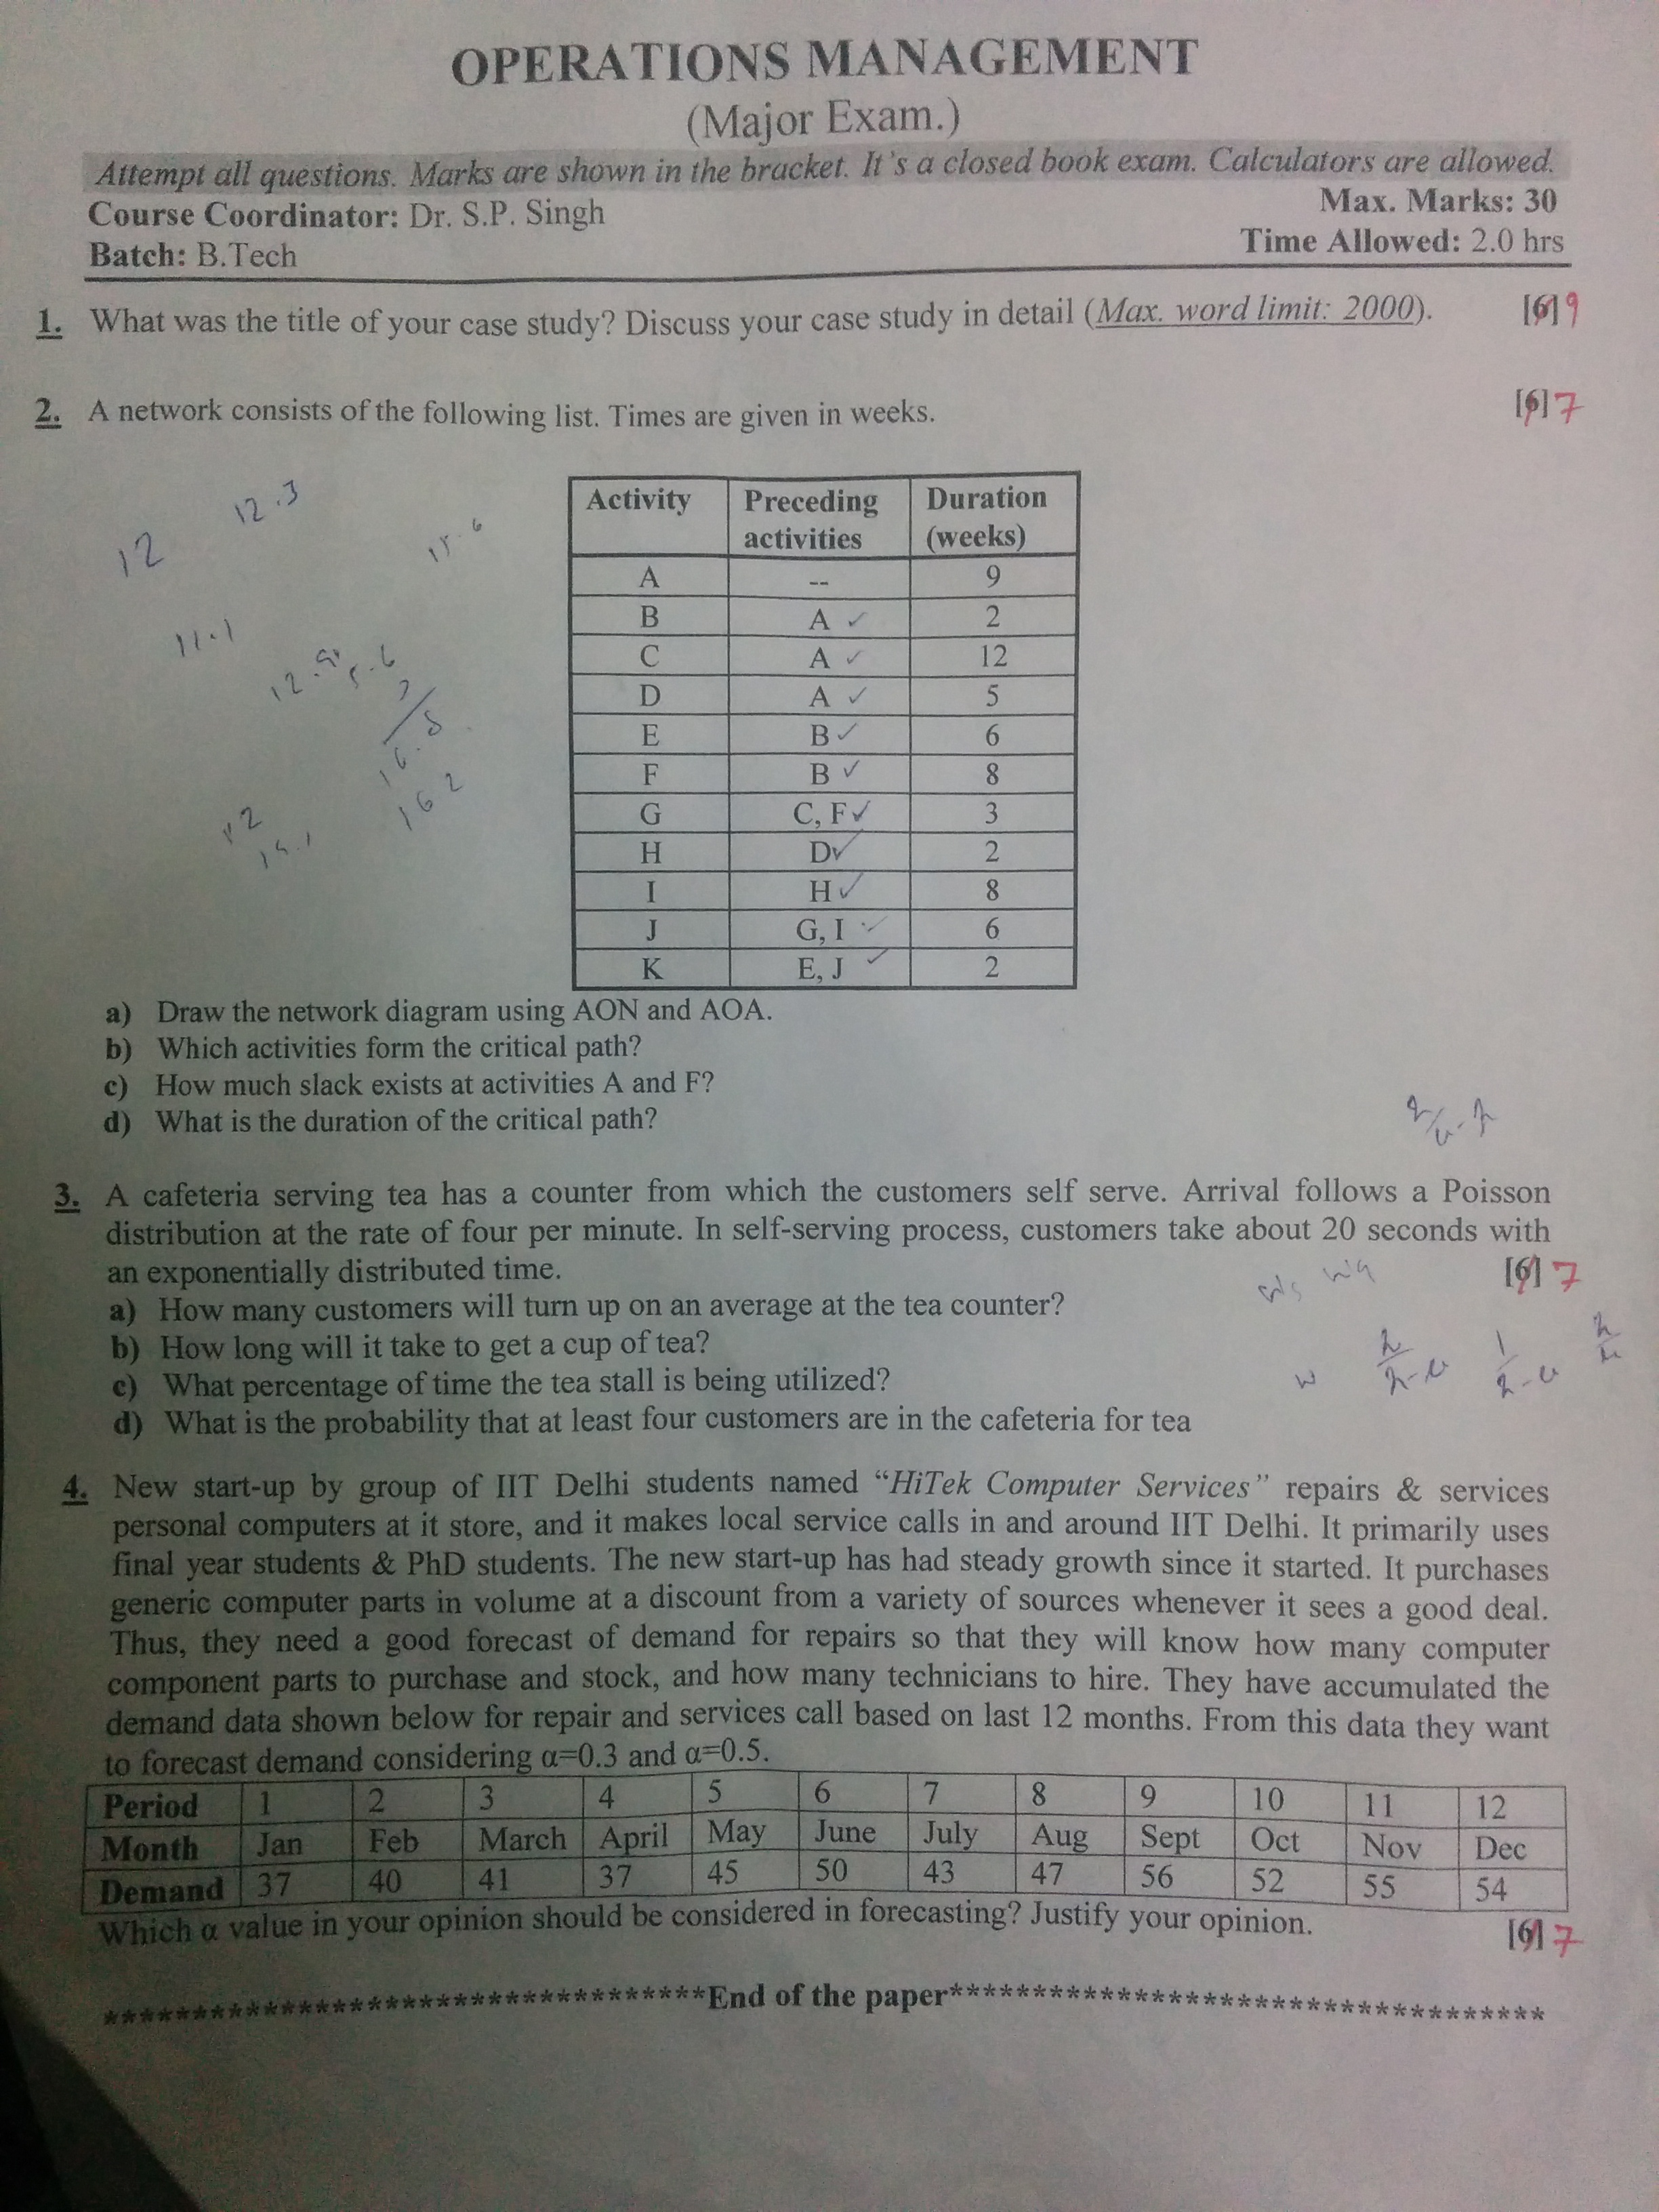 OPERATIONS MANAGEMENT
(Major Exam.)
Attempt all questions. Marks are shown in the bracket. It's a closed book exam. Calculators are allowed.
Course Coordinator: Dr. S.P. Singh
Max. Marks: 30
Batch: B.Tech
Time Allowed: 2.0 hrs
1. What was the title of your case study? Discuss your case study in detail (Max. word limit: 2000). [6] 9
2. A network consists of the following list. Times are given in weeks. [6] 7
12.3
12
11.1
Activity Preceding activities Duration (weeks)
A -- 9
B A ✓ 2
C A ✓ 12
D A ✓ 5
E B ✓ 6
F B ✓ 8
G C, F ✓ 3
H D ✓ 2
I H ✓ 8
J G, I ✓ 6
K E, J ✓ 2
a) Draw the network diagram using AON and AOA.
b) Which activities form the critical path?
c) How much slack exists at activities A and F?
d) What is the duration of the critical path?
3. A cafeteria serving tea has a counter from which the customers self serve. Arrival follows a Poisson
distribution at the rate of four per minute. In self-serving process, customers take about 20 seconds with
an exponentially distributed time. [6] 7
a) How many customers will turn up on an average at the tea counter?
b) How long will it take to get a cup of tea?
c) What percentage of time the tea stall is being utilized?
d) What is the probability that at least four customers are in the cafeteria for tea
4. New start-up by group of IIT Delhi students named “HiTek Computer Services” repairs & services
personal computers at it store, and it makes local service calls in and around IIT Delhi. It primarily uses
final year students & PhD students. The new start-up has had steady growth since it started. It purchases
generic computer parts in volume at a discount from a variety of sources whenever it sees a good deal.
Thus, they need a good forecast of demand for repairs so that they will know how many computer
component parts to purchase and stock, and how many technicians to hire. They have accumulated the
demand data shown below for repair and services call based on last 12 months. From this data they want
to forecast demand considering α=0.3 and α=0.5.
Period 1 2 3 4 5 6 7 8 9 10 11 12
Month Jan Feb March April May June July Aug Sept Oct Nov Dec
Demand 37 40 41 37 45 50 43 47 56 52 55 54
Which α value in your opinion should be considered in forecasting? Justify your opinion. [6] 7
**********************************End of the paper**********************************